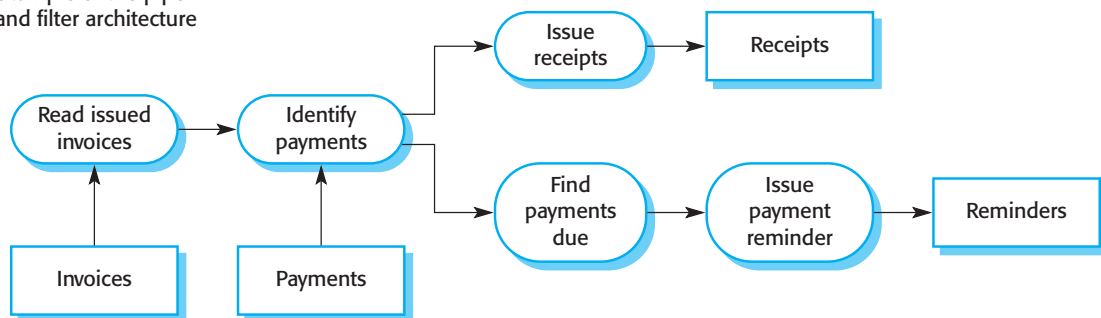 and filter architecture
Issue
receipts
Receipts
Read issued
invoices
Identify
payments
Find
payments
due
Issue
payment
reminder
Reminders
Invoices
Payments